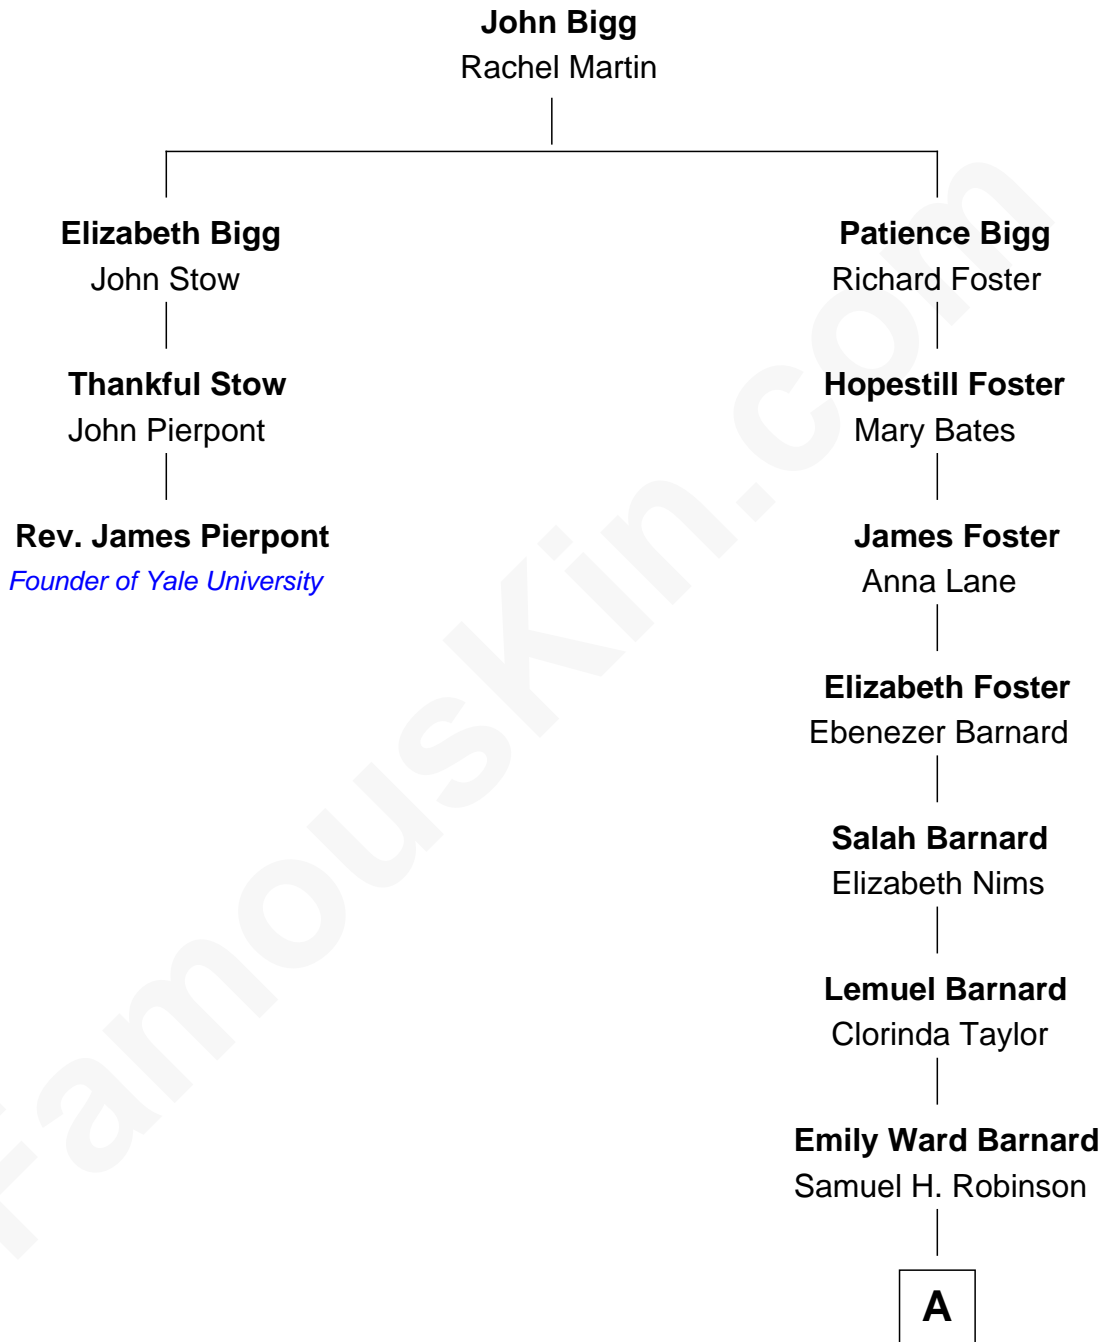 John Bigg
Rachel Martin
Elizabeth Bigg
John Stow
Thankful Stow
John Pierpont
Rev. James Pierpont
Founder of Yale University
Patience Bigg
Richard Foster
Hopestill Foster
Mary Bates
James Foster
Anna Lane
Elizabeth Foster
Ebenezer Barnard
Salah Barnard
Elizabeth Nims
Lemuel Barnard
Clorinda Taylor
Emily Ward Barnard
Samuel H. Robinson
A
FamousKin.com